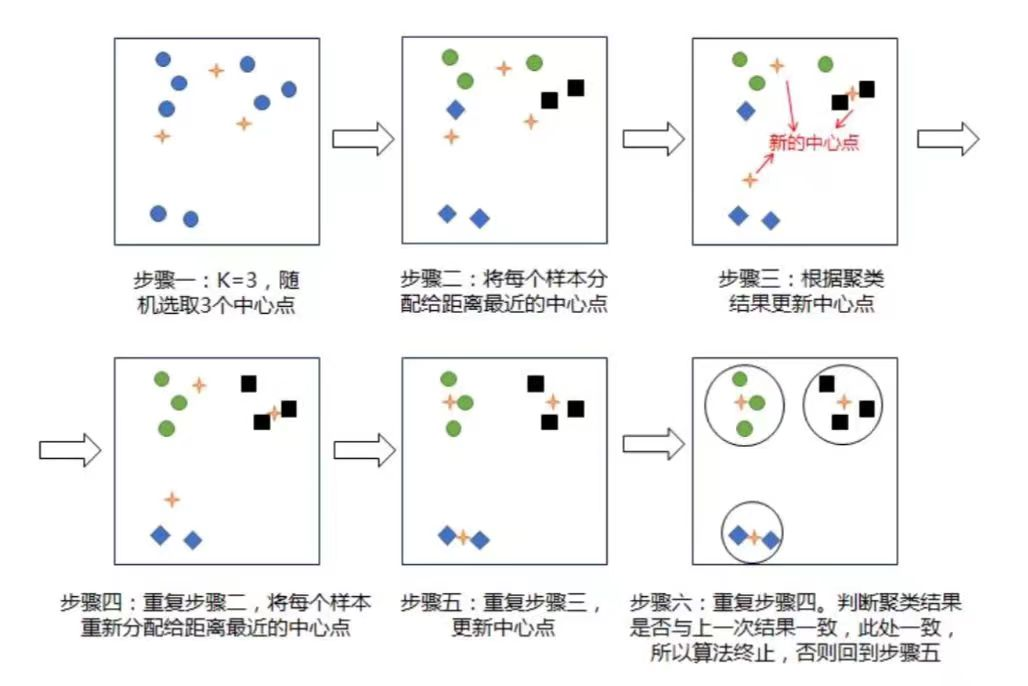 新的中心点
步骤一：K=3，随
机选取3个中心点
步骤二：将每个样本分
配给距离最近的中心点
步骤三：根据聚类
结果更新中心点
步骤四：重复步骤二，将每个样本
重新分配给距离最近的中心点
步骤五：重复步骤三，
更新中心点
步骤六：重复步骤四。判断聚类结果
是否与上一次结果一致，此处一致，
所以算法终止，否则回到步骤五